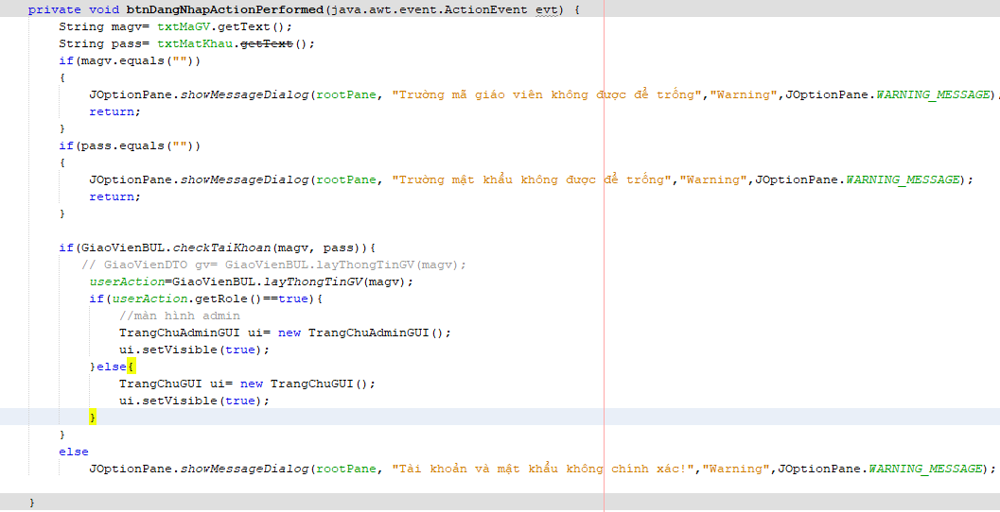 private void btnDangNhapActionPerformed(java.awt.event.ActionEvent evt) {
String magv= txtMaGV.getText();
String pass= txtMatKhau.getText();
if(magv.equals(""))
{
JOptionPane.showMessageDialog(rootPane, "Trường mã giáo viên không được để trống","Warning",JOptionPane.WARNING_MESSAGE);
return;
}
if(pass.equals(""))
{
JOptionPane.showMessageDialog(rootPane, "Trường mật khẩu không được để trống","Warning",JOptionPane.WARNING_MESSAGE);
return;
}
if(GiaoVienBUL.checkTaiKhoan(magv, pass)){
// GiaoVienDTO gv= GiaoVienBUL.layThongTinGV(magv);
userAction=GiaoVienBUL.layThongTinGV(magv);
if(userAction.getRole()==true){
//màn hình admin
TrangChuAdminGUI ui= new TrangChuAdminGUI();
ui.setVisible(true);
}else{
TrangChuGUI ui= new TrangChuGUI();
ui.setVisible(true);
}
}
else
JOptionPane.showMessageDialog(rootPane, "Tài khoản và mật khẩu không chính xác!","Warning",JOptionPane.WARNING_MESSAGE);
}